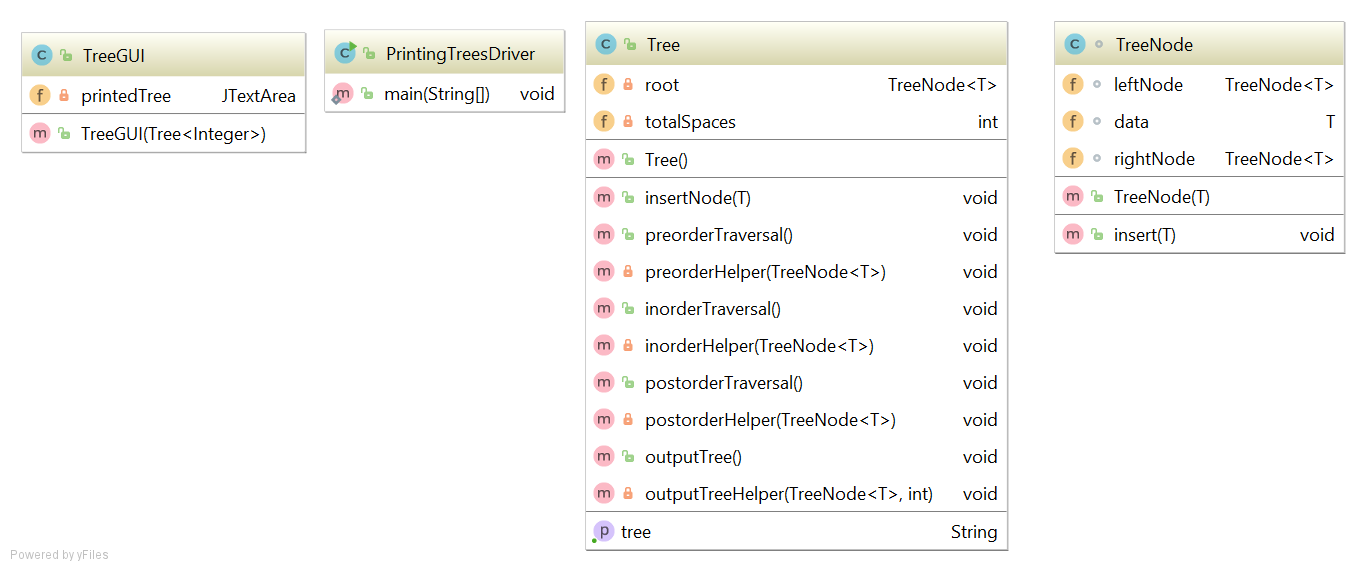 TreeGUI
printedTree JTextArea
TreeGUI(Tree<Integer>)
PrintingTreesDriver
main(String[]) void
Tree
root TreeNode<T>
totalSpaces int
Tree()
insertNode(T) void
preorderTraversal() void
preorderHelper(TreeNode<T>) void
inorderTraversal() void
inorderHelper(TreeNode<T>) void
postorderTraversal() void
postorderHelper(TreeNode<T>) void
outputTree() void
outputTreeHelper(TreeNode<T>, int) void
tree String
TreeNode
leftNode TreeNode<T>
data T
rightNode TreeNode<T>
TreeNode(T)
insert(T) void
Powered by yFiles